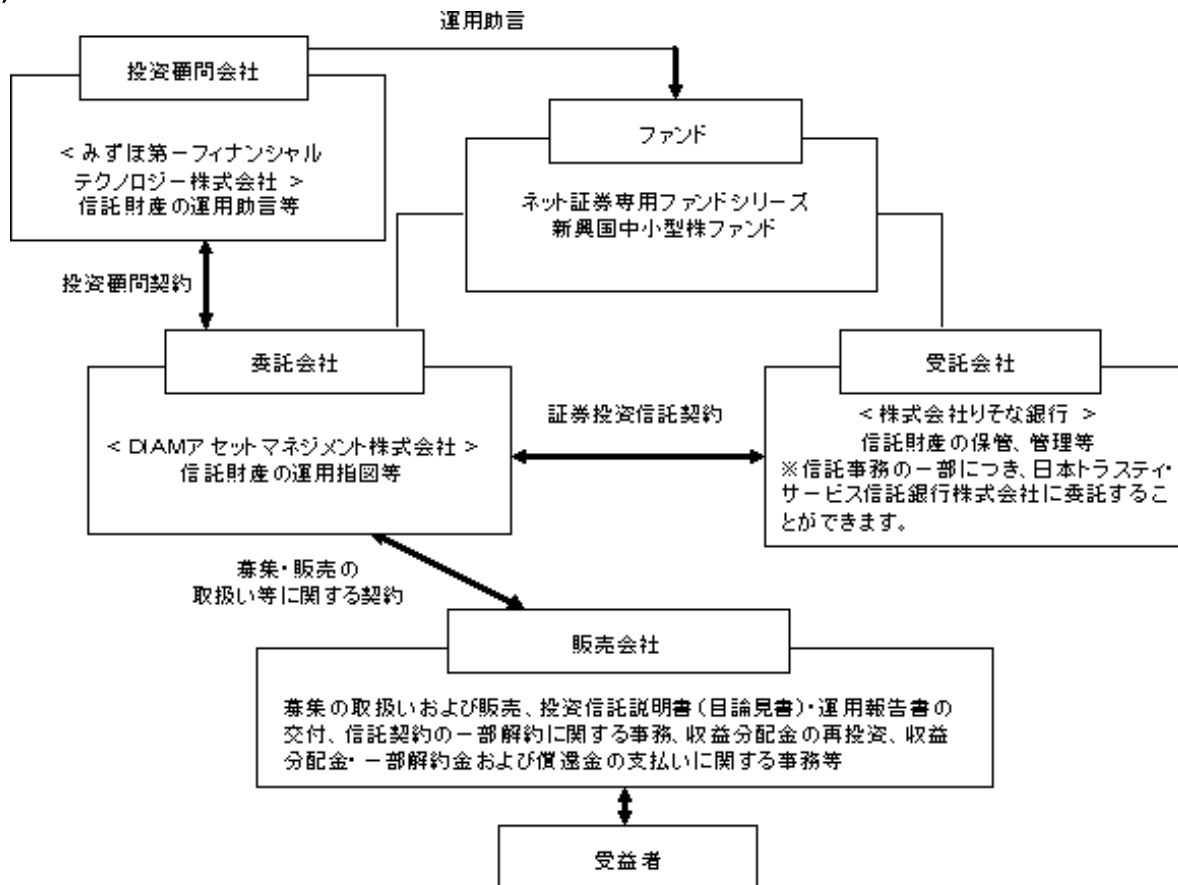 運用助言
投資顧問会社
<みずほ第一フィナンシャル
テクノロジー株式会社 >
信託財産の運用助言等
ファンド
ネット証券専用ファンドシリーズ
新興国中小型株ファンド
投資顧問契約
委託会社
< DIAMアセットマネジメント株式会社 >
信託財産の運用指図等
証券投資信託契約
受託会社
<株式会社りそな銀行 >
信託財産の保管、管理等
※信託事務の一部につき、日本トラスティ・
サービス信託銀行株式会社に委託するこ
とができます。
募集・販売の
取扱い等に関する契約
販売会社
募集の取扱いおよび販売、投資信託説明書(目論見書)・運用報告書の
交付、信託契約の一部解約に関する事務、収益分配金の再投資、収益
分配金・一部解約金および償還金の支払いに関する事務等
受益者